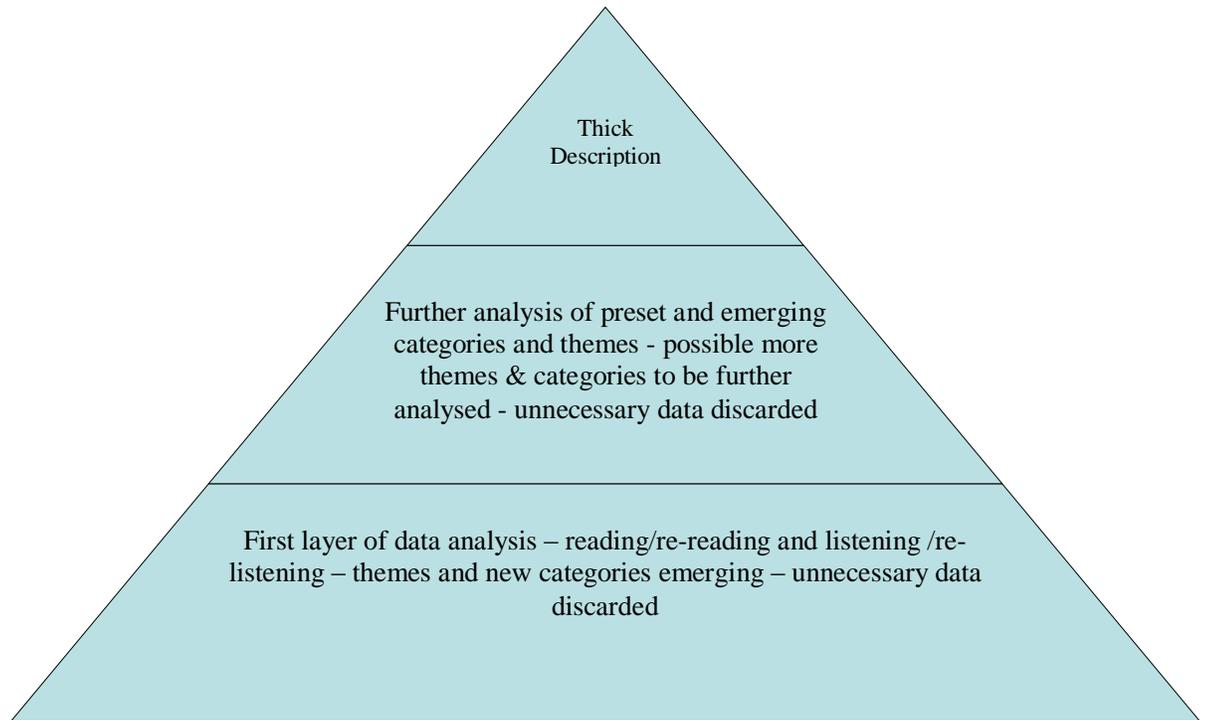 Thick
Description
Further analysis of preset and emerging
categories and themes - possible more
themes & categories to be further
analysed - unnecessary data discarded
First layer of data analysis – reading/re-reading and listening /re-
listening – themes and new categories emerging – unnecessary data
discarded